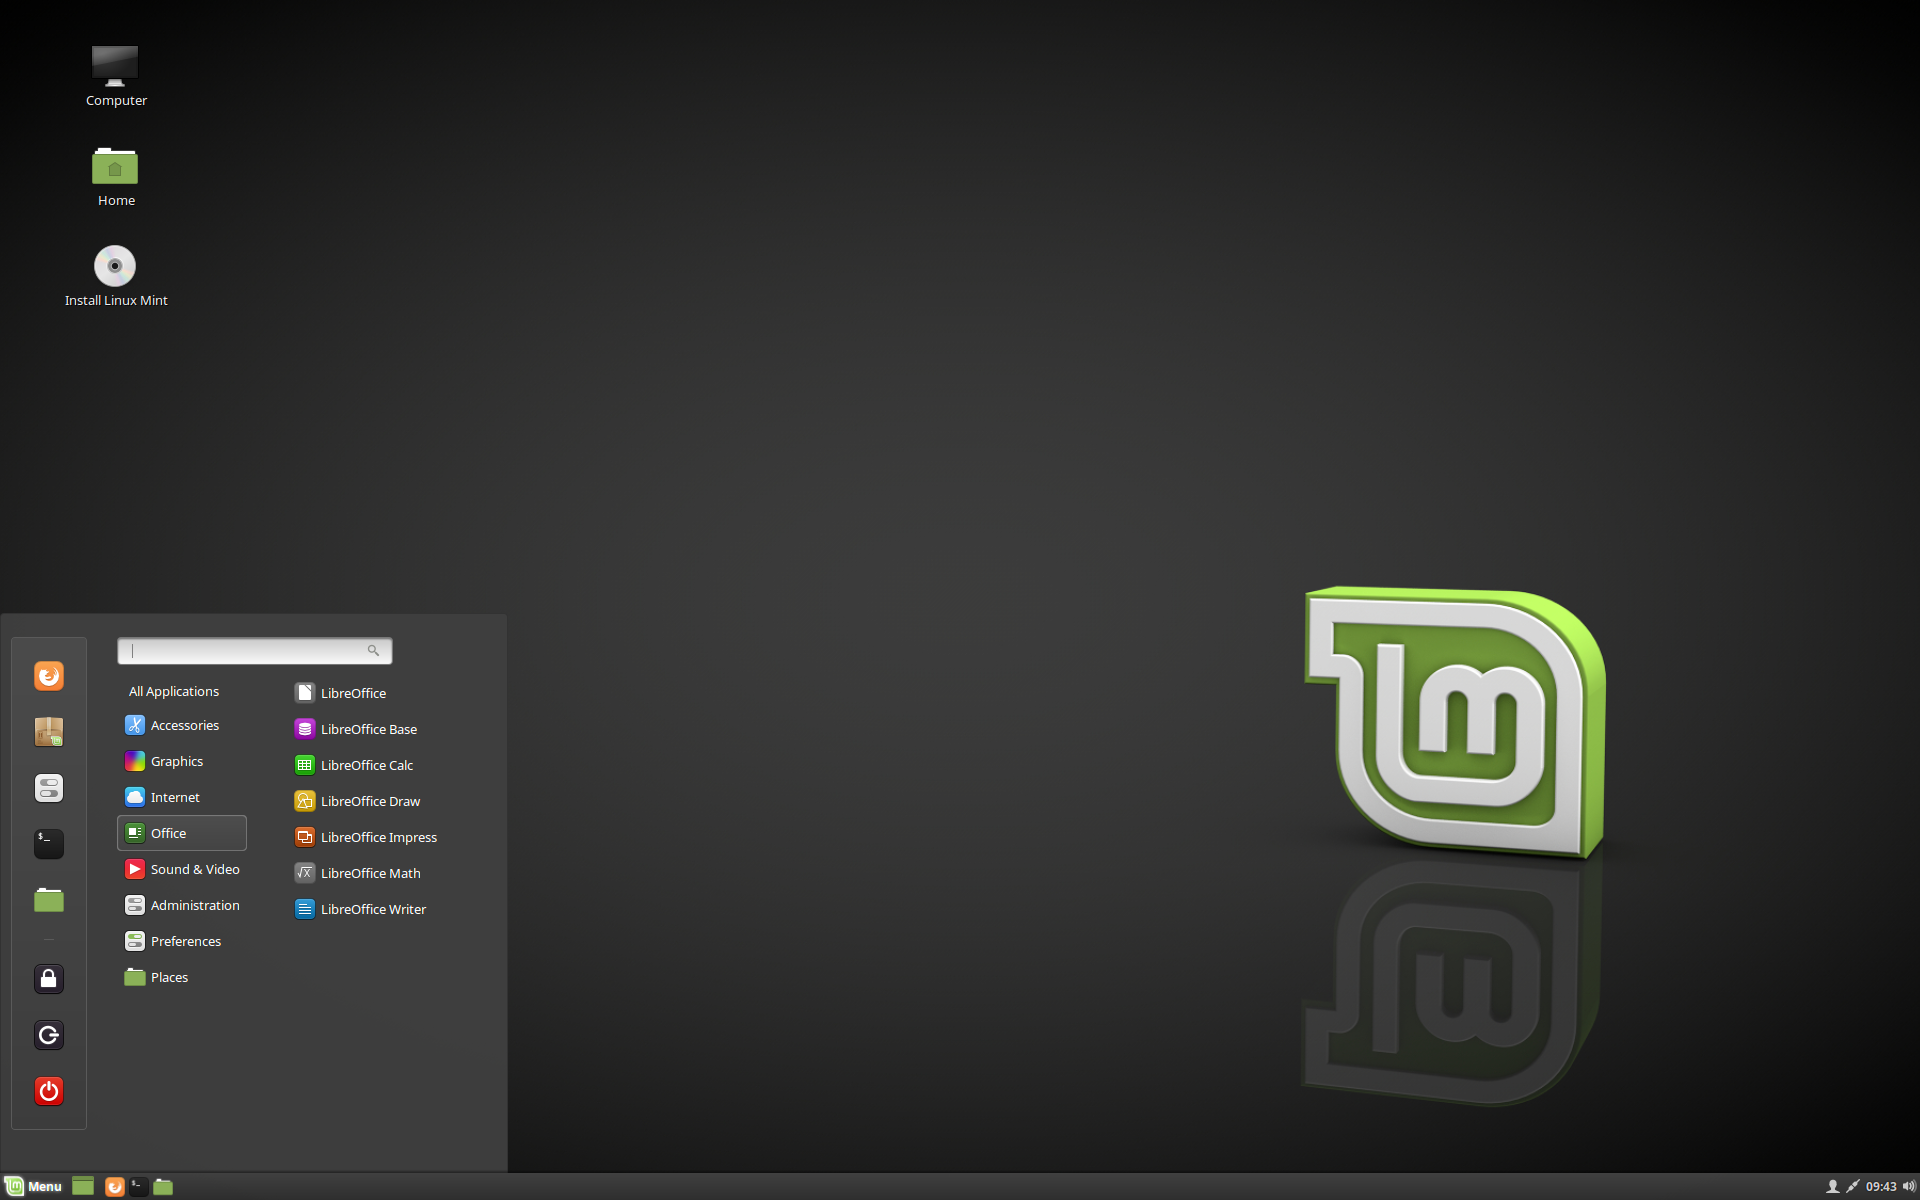 Computer
Home
Install Linux Mint
All Applications
Accessories
Graphics
Internet
Office
Sound & Video
Administration
Preferences
Places
LibreOffice
LibreOffice Base
LibreOffice Calc
LibreOffice Draw
LibreOffice Impress
LibreOffice Math
LibreOffice Writer
Menu
09:43